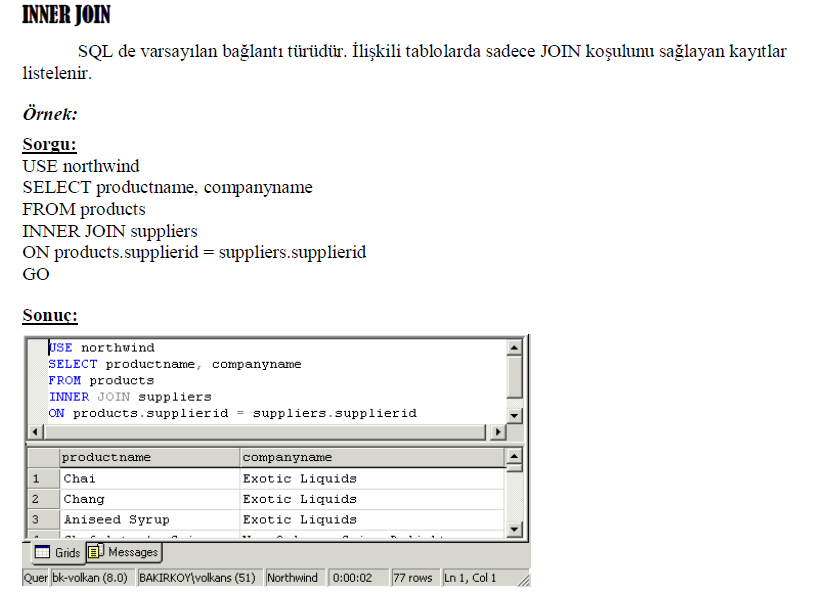 INNER JOIN
SQL de varsayılan bağlantı türüdür. İlişkili tablolarda sadece JOIN koşulunu sağlayan kayıtlar
listelenir.
Örnek:
Sorgu:
USE northwind
SELECT productname, companyname
FROM products
INNER JOIN suppliers
ON products.supplierid = suppliers.supplierid
GO
Sonuç:
USE northwind
SELECT productname, companyname
FROM products
INNER JOIN suppliers
ON products.supplierid = suppliers.supplierid
productname companyname
1 Chai Exotic Liquids
2 Chang Exotic Liquids
3 Aniseed Syrup Exotic Liquids
Grids Messages
Quer bk-volkan (8.0) BAKIRKOY\volkans (51) Northwind 0:00:02 77 rows Ln 1, Col 1